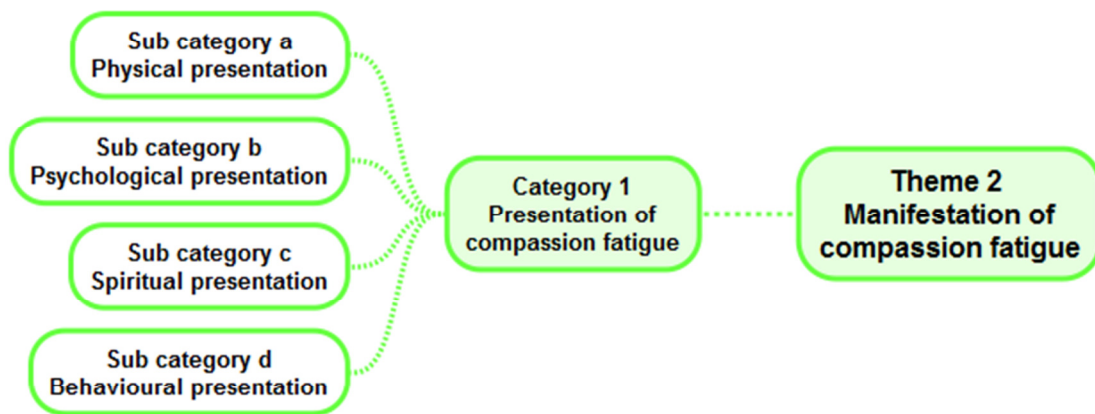 Sub category a
Physical presentation
Sub category b
Psychological presentation
Sub category c
Spiritual presentation
Sub category d
Behavioural presentation
Category 1
Presentation of
compassion fatigue
Theme 2
Manifestation of
compassion fatigue